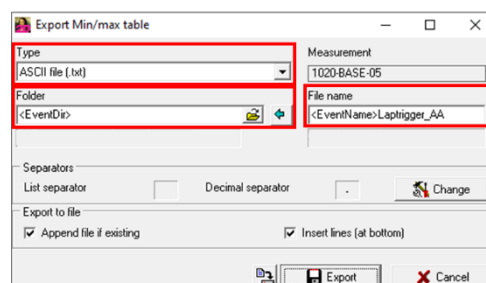 Export Min/max table
Type
Measurement
ASCII file (.txt)
1020-BASE-05
Folder
File name
<EventDir>
<EventName>Laptrigger_AA
Separators
List separator
Decimal separator
.
Change
Export to file
Append file if existing
Insert lines (at bottom)
Export
Cancel